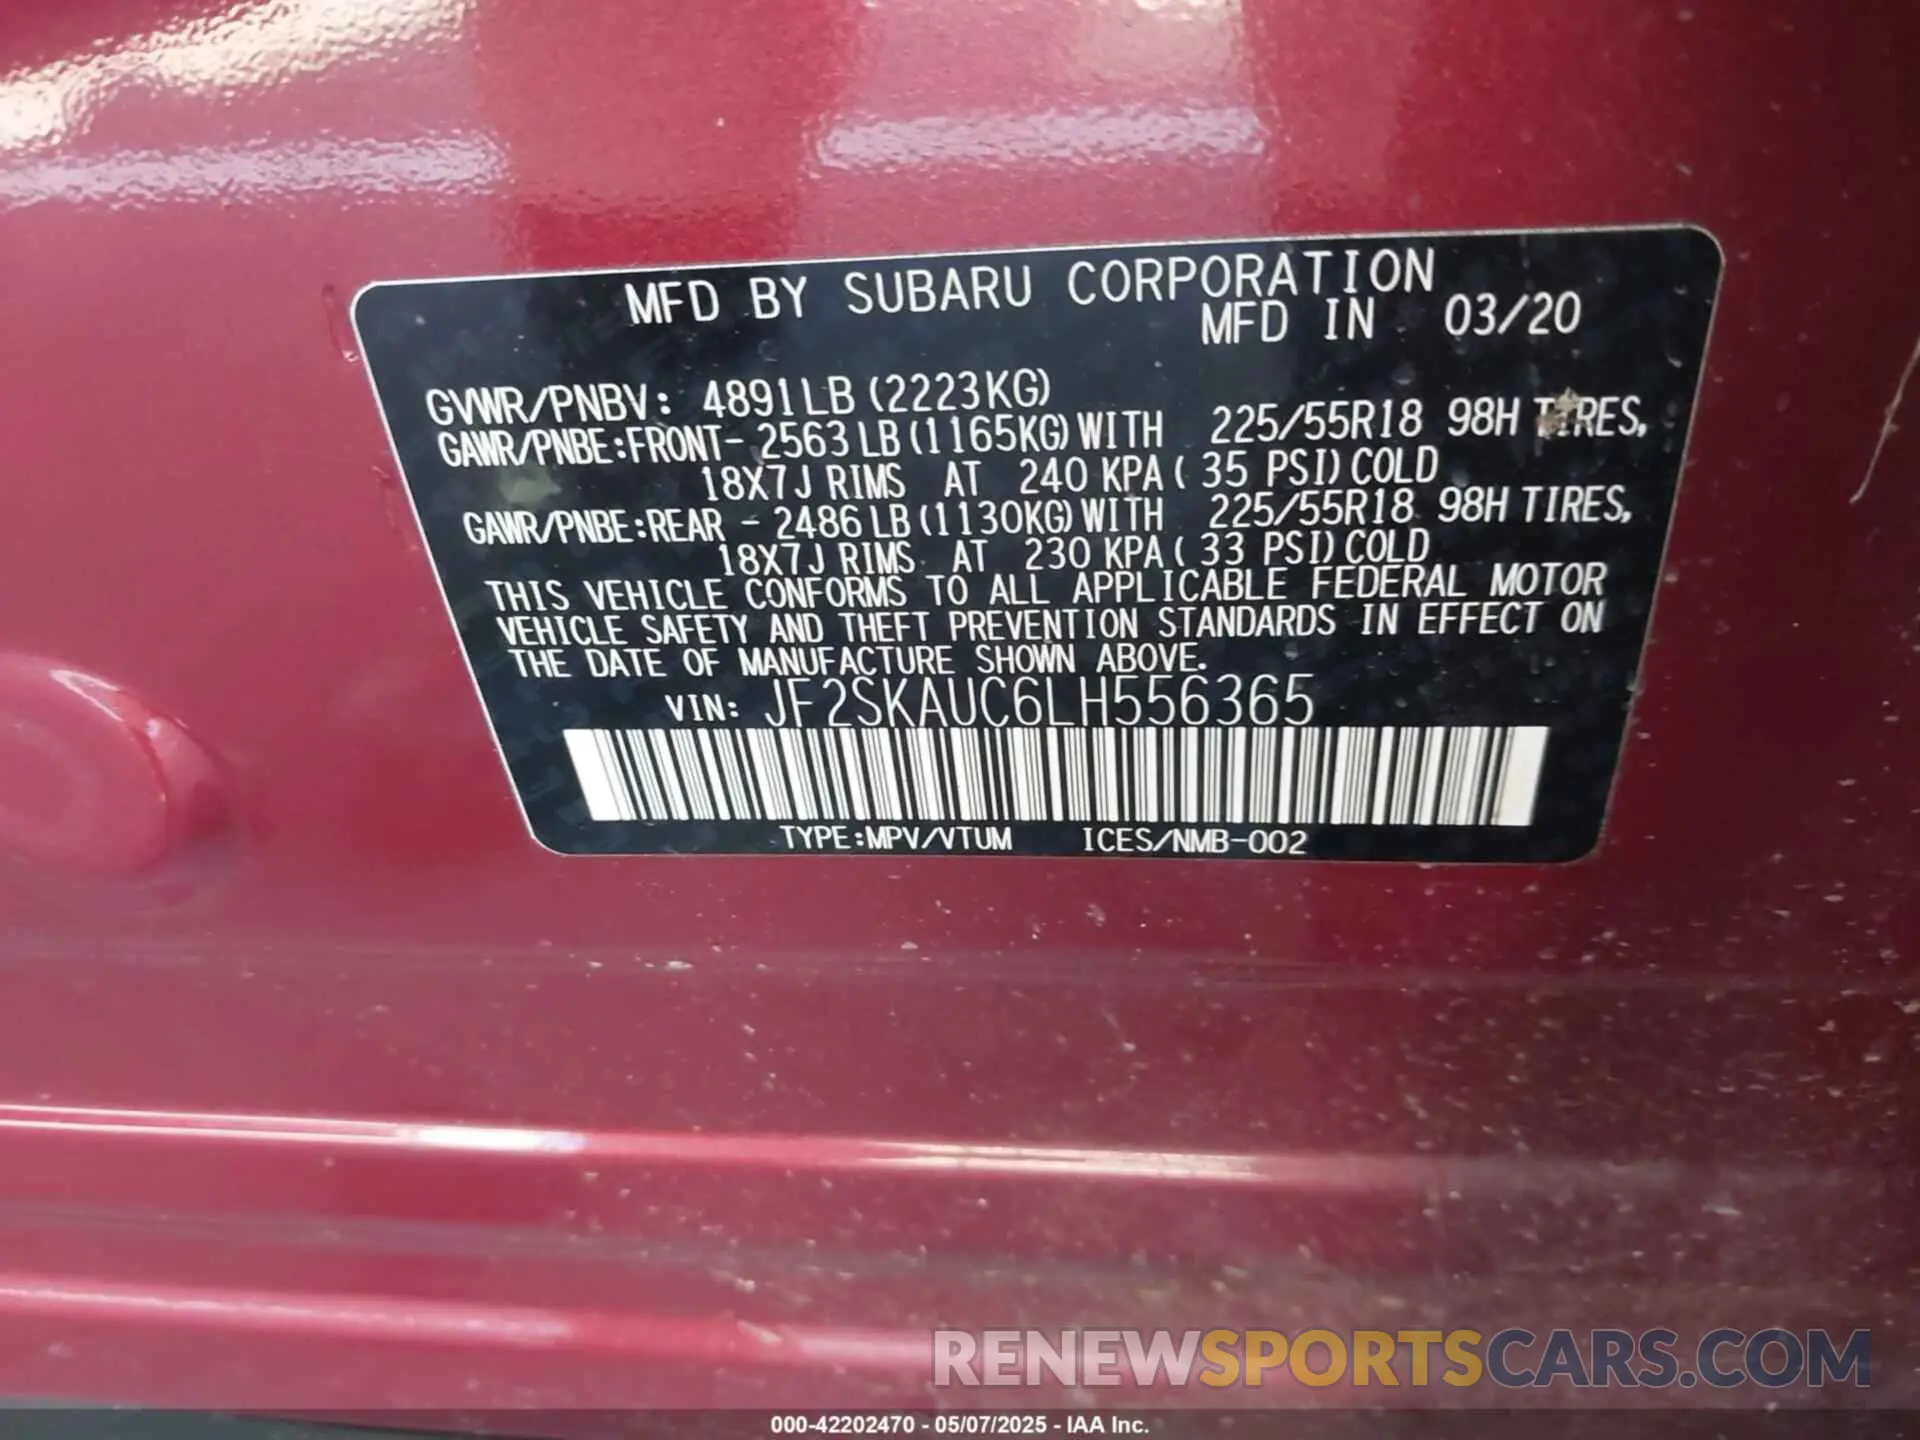 MFD BY SUBARU CORPORATION
MFD IN 03/20
GVWR/PNBV: 4891LB (2223KG)
GAWR/PNBE:FRONT- 2563LB(1165KG)WITH 225/55R18 98H TIRES,
18X7J RIMS AT 240 KPA( 35 PSI)COLD
GAWR/PNBE:REAR - 2486LB(1130KG)WITH 225/55R18 98H TIRES,
18X7J RIMS AT 230 KPA( 33 PSI)COLD
THIS VEHICLE CONFORMS TO ALL APPLICABLE FEDERAL MOTOR
VEHICLE SAFETY AND THEFT PREVENTION STANDARDS IN EFFECT ON
THE DATE OF MANUFACTURE SHOWN ABOVE.
VIN: JF2SKAUC6LH556365
TYPE:MPV/VTUM ICES/NMB-002
RENEWSPORTSCARS.COM
000-42202470 - 05/07/2025 - IAA Inc.